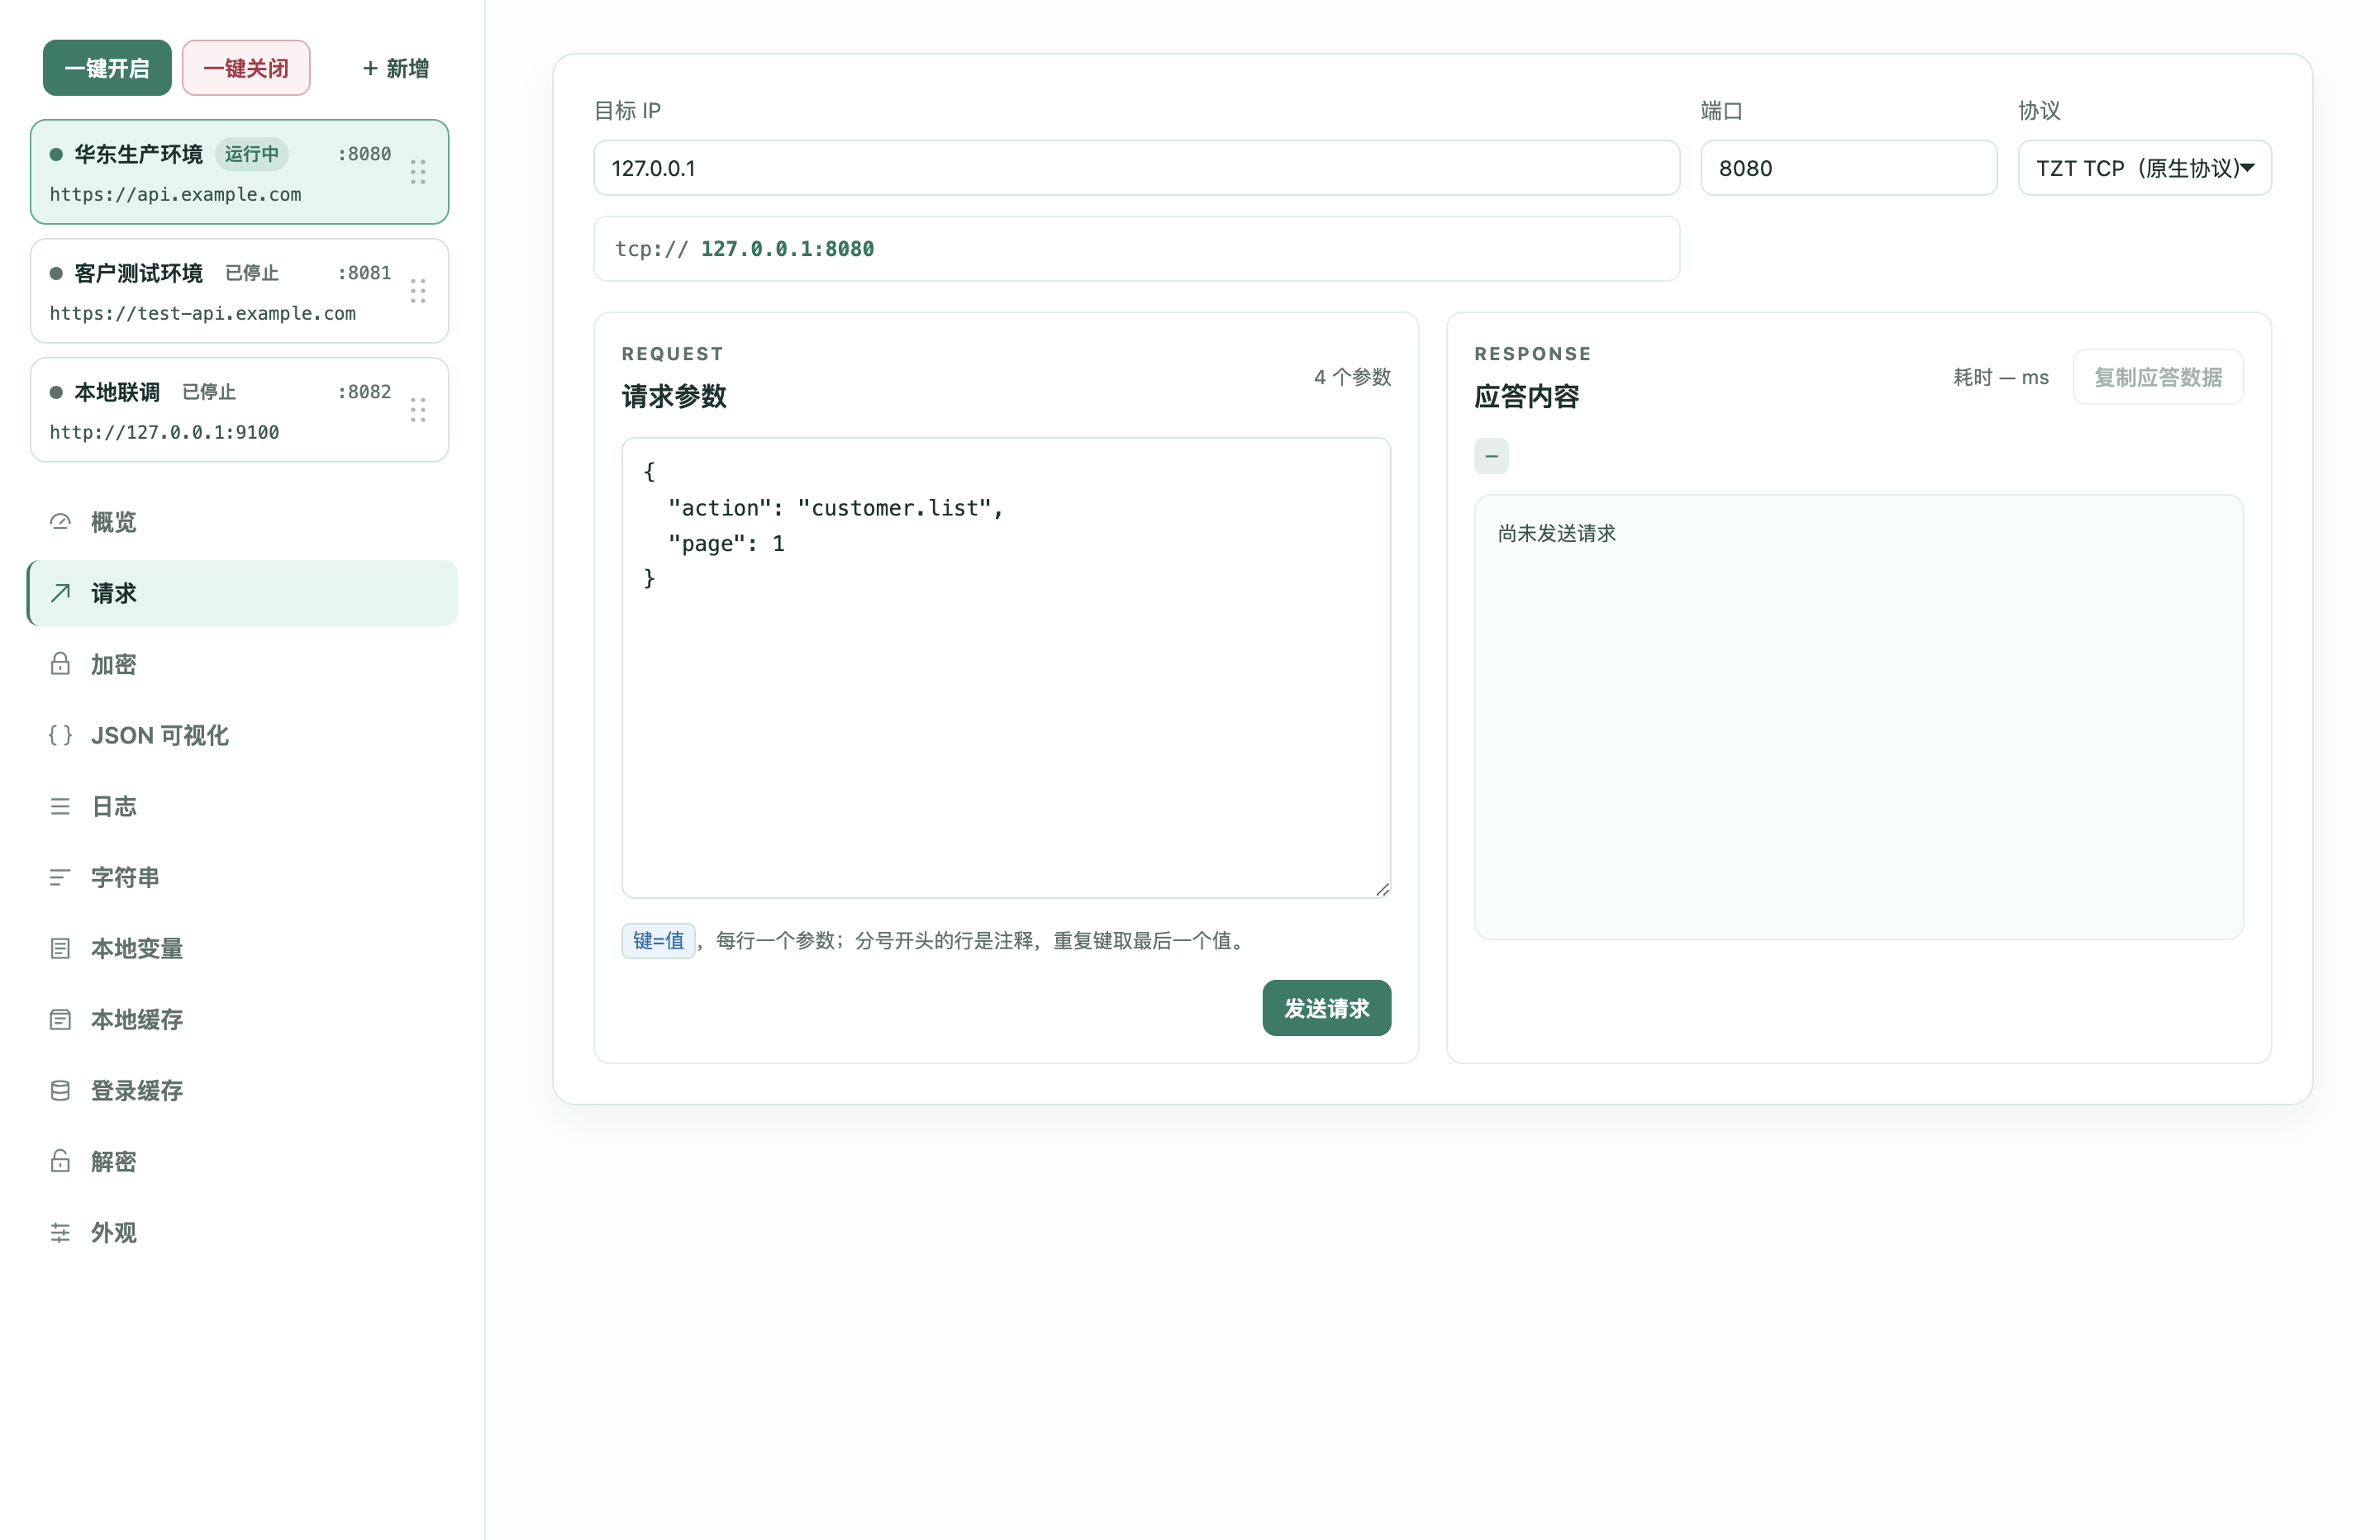 一键开启
一键关闭
+ 新增
华东生产环境 运行中 :8080
https://api.example.com
客户测试环境 已停止 :8081
https://test-api.example.com
本地联调 已停止 :8082
http://127.0.0.1:9100
概览
请求
加密
JSON 可视化
日志
字符串
本地变量
本地缓存
登录缓存
解密
外观
目标 IP
127.0.0.1
端口
8080
协议
TZT TCP（原生协议)
tcp:// 127.0.0.1:8080
REQUEST
请求参数
4 个参数
{
"action": "customer.list",
"page": 1
}
键=值，每行一个参数；分号开头的行是注释，重复键取最后一个值。
发送请求
RESPONSE
应答内容
耗时 — ms
复制应答数据
—
尚未发送请求